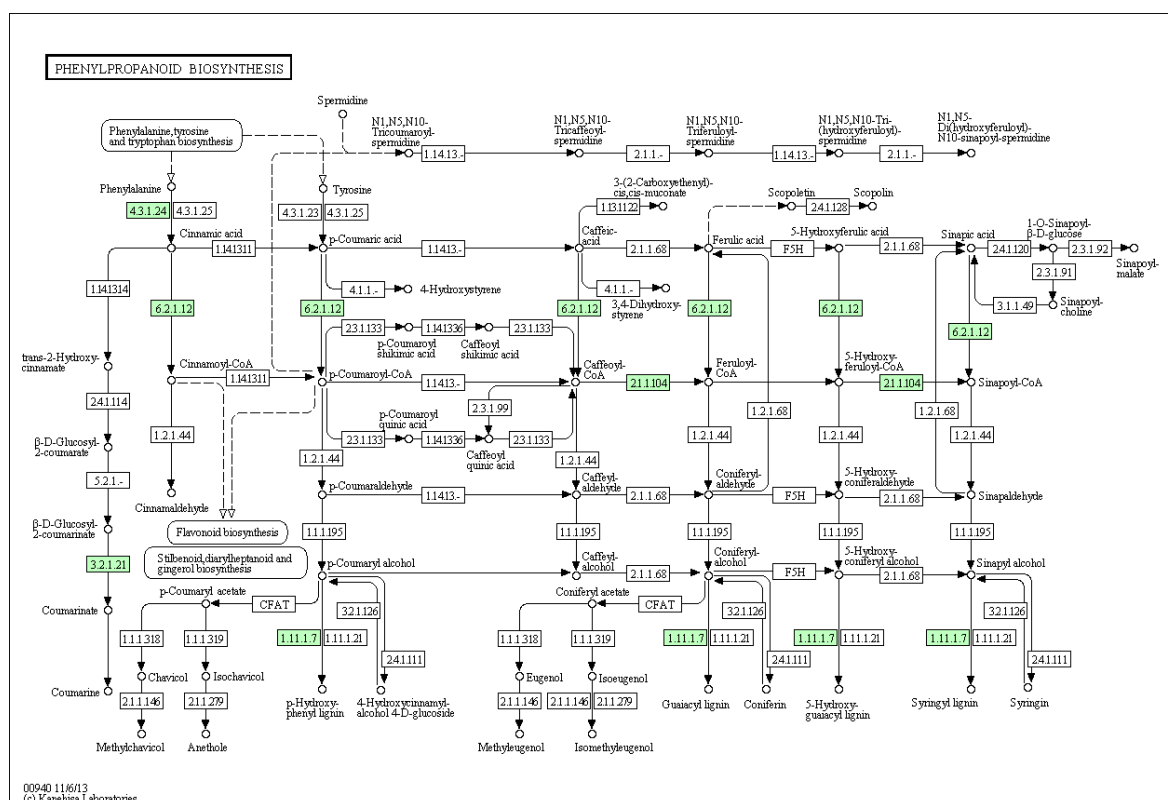 PHENYLPROPANOID BIOSYNTHESIS
Spermidine
Phenylalanine,tyrosine
and tryptophan biosynthesis
N1,N5,N10-
Tricoumaroyl-
spermidine
1.14.13.-
N1,N5,N10-
Tricaffeoyl-
spermidine
2.1.1.-
N1,N5,N10-
Triferuloyl-
spermidine
1.14.13.-
N1,N5,N10-Tri-
(hydroxyferuloyl)-
spermidine
2.1.1.-
N1,N5-
Di(hydroxyferuloyl)-
N10-sinapoyl-spermidine
Phenylalanine
Tyrosine
3-(2-Carboxyethenyl)-
cis,cis-muconate
Scopoletin
Scopolin
4.3.1.24
4.3.1.25
4.3.1.23
4.3.1.25
1.13.11.22
2.4.1.128
Cinnamic acid
1.14.13.11
p-Coumaric acid
1.14.13.-
Caffeic
acid
2.1.1.68
Ferulic acid
F5H
5-Hydroxyferulic acid
2.1.1.68
Sinapic acid
2.4.1.120
1-O-Sinapoyl-
β-D-glucose
2.3.1.92
Sinapoyl-
malate
2.3.1.91
3.1.1.49
Sinapoyl-
choline
1.14.13.14
4.1.1.-
4-Hydroxystyrene
4.1.1.-
3,4-Dihydroxy-
styrene
6.2.1.12
6.2.1.12
6.2.1.12
6.2.1.12
6.2.1.12
6.2.1.12
2.3.1.133
p-Coumaroyl
shikimic acid
1.14.13.36
Caffeoyl
shikimic acid
2.3.1.133
trans-2-Hydroxy-
cinnamate
Cinnamoyl-CoA
1.14.13.11
p-Coumaroyl-CoA
1.14.13.-
Caffeoyl
CoA
2.1.1.104
Feruloyl-
CoA
5-Hydroxy-
feruloyl-CoA
2.1.1.104
Sinapoyl-CoA
2.4.1.114
2.3.1.99
1.2.1.68
1.2.1.68
p-Coumaroyl
quinic acid
2.3.1.133
1.14.13.36
Caffeoyl
quinic acid
2.3.1.133
1.2.1.44
1.2.1.44
1.2.1.44
1.2.1.44
1.2.1.44
1.2.1.44
β-D-Glucosyl-
2-coumarate
5.2.1.-
Cinnamaldehyde
p-Coumaraldehyde
1.14.13.-
Caffeyl-
aldehyde
2.1.1.68
Coniferyl-
aldehyde
F5H
5-Hydroxy-
coniferaldehyde
2.1.1.68
Sinapaldehyde
β-D-Glucosyl-
2-coumarinate
Flavonoid biosynthesis
Stilbenoid,diarylheptanoid and
gingerol biosynthesis
1.1.1.195
1.1.1.195
1.1.1.195
1.1.1.195
1.1.1.195
3.2.1.21
p-Coumaryl alcohol
Caffeyl-
alcohol
2.1.1.68
Coniferyl-
alcohol
F5H
5-Hydroxy-
coniferyl alcohol
2.1.1.68
Sinapyl alcohol
Coumarinate
p-Coumaryl acetate
CFAT
3.2.1.126
Coniferyl acetate
CFAT
3.2.1.126
3.2.1.126
1.1.1.318
1.1.1.319
1.11.1.7
1.11.1.21
2.4.1.111
1.1.1.318
1.1.1.319
1.11.1.7
1.11.1.21
2.4.1.111
1.11.1.7
1.11.1.21
1.11.1.7
1.11.1.21
2.4.1.111
Coumarine
Chavicol
Isochavicol
Eugenol
Isoeugenol
2.1.1.146
2.1.1.279
2.1.1.146
2.1.1.146
2.1.1.279
p-Hydroxy-
phenyl lignin
4-Hydroxycinnamyl-
alcohol 4-D-glucoside
Guaiacyl lignin
Coniferin
5-Hydroxy-
guaiacyl lignin
Syringyl lignin
Syringin
Methylchavicol
Anethole
Methyleugenol
Isomethyleugenol
00940 11/6/13
(c) Kanehisa Laboratories